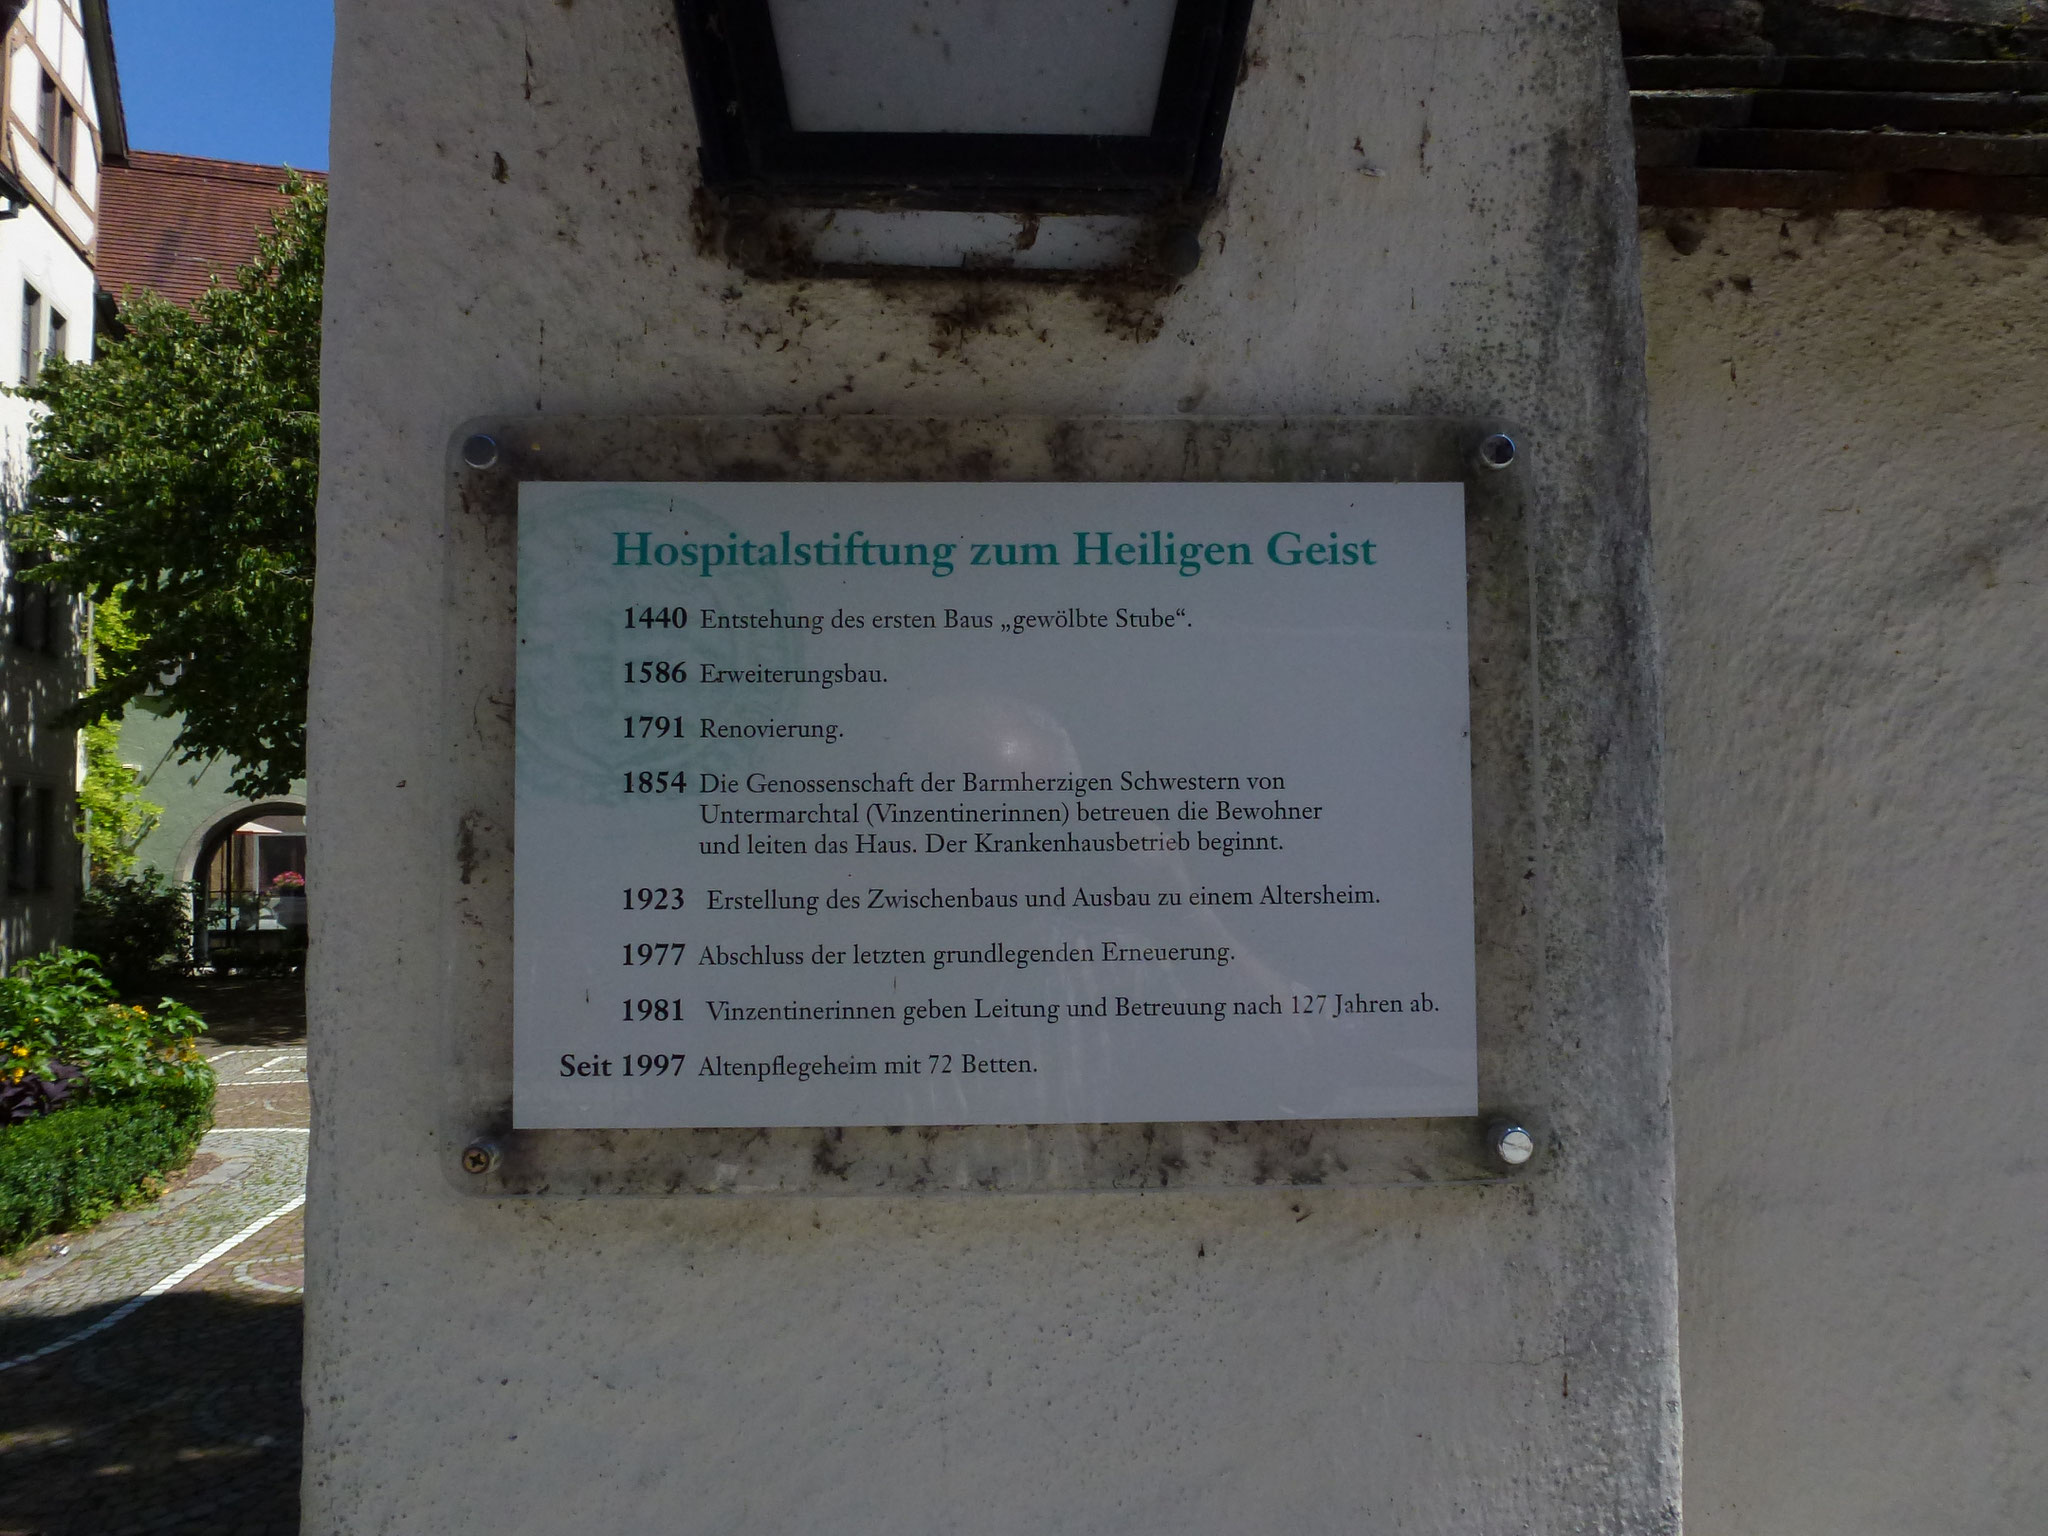 Hospitalstiftung zum Heiligen Geist
1440 Entstehung des ersten Baus „gewölbte Stube“.
1586 Erweiterungsbau.
1791 Renovierung.
1854 Die Genossenschaft der Barmherzigen Schwestern von
Untermarchtal (Vinzentinerinnen) betreuen die Bewohner
und leiten das Haus. Der Krankenhausbetrieb beginnt.
1923 Erstellung des Zwischenbaus und Ausbau zu einem Altersheim.
1977 Abschluss der letzten grundlegenden Erneuerung.
1981 Vinzentinerinnen geben Leitung und Betreuung nach 127 Jahren ab.
Seit 1997 Altenpflegeheim mit 72 Betten.